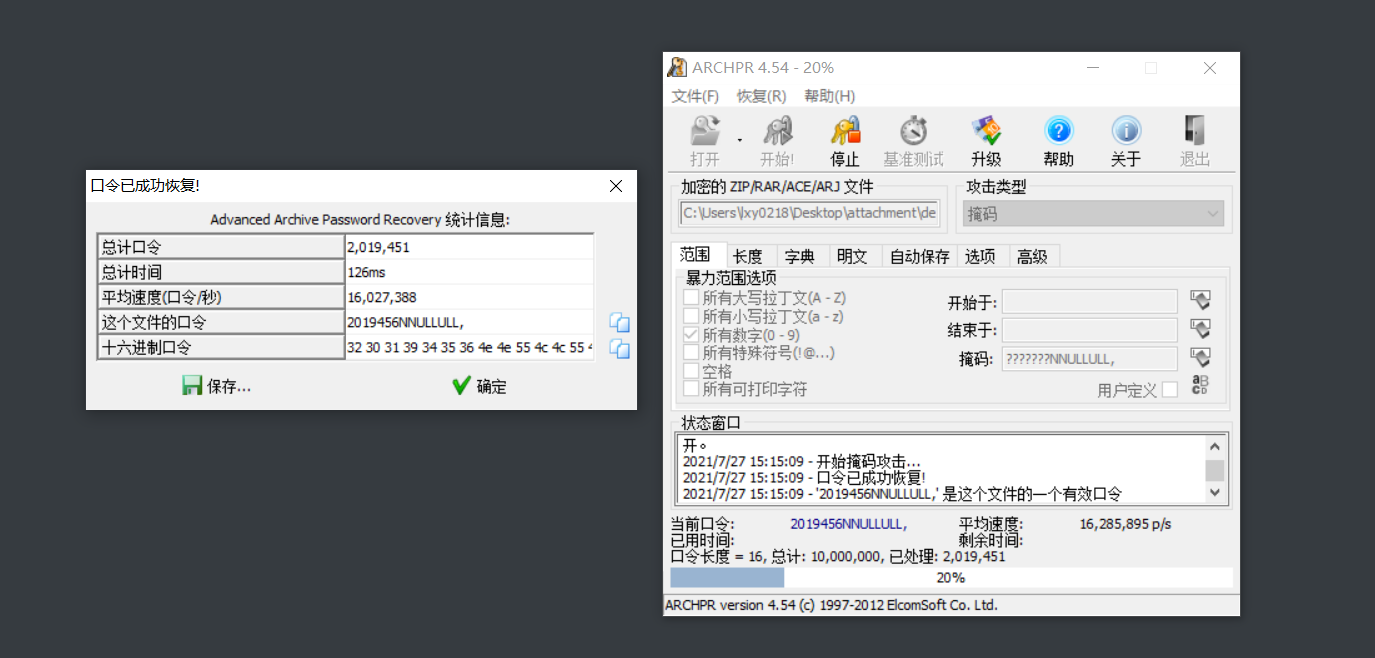 口令已成功恢复!
Advanced Archive Password Recovery 统计信息:
总计口令 2,019,451
总计时间 126ms
平均速度(口令/秒) 16,027,388
这个文件的口令 2019456NNULLULL,
十六进制口令 32 30 31 39 34 35 36 4e 4e 55 4c 4c 55 4
保存... 确定
ARCHPR 4.54 - 20%
文件(F) 恢复(R) 帮助(H)
打开 开始! 停止 基准测试 升级 帮助 关于 退出
加密的 ZIP/RAR/ACE/ARJ 文件 攻击类型
C:\Users\lxy0218\Desktop\attachment\de 掩码
范围 长度 字典 明文 自动保存 选项 高级
暴力范围选项
所有大写拉丁文(A - Z) 开始于:
所有小写拉丁文(a - z)
所有数字(0 - 9) 结束于:
所有特殊符号(!@...) 掩码: ???????NNULLULL,
空格
所有可打印字符 用户定义
状态窗口
开。
2021/7/27 15:15:09 - 开始掩码攻击...
2021/7/27 15:15:09 - 口令已成功恢复!
2021/7/27 15:15:09 - '2019456NNULLULL,' 是这个文件的一个有效口令
当前口令: 2019456NNULLULL, 平均速度: 16,285,895 p/s
已用时间: 剩余时间:
口令长度 = 16, 总计: 10,000,000, 已处理: 2,019,451
20%
ARCHPR version 4.54 (c) 1997-2012 ElcomSoft Co. Ltd.